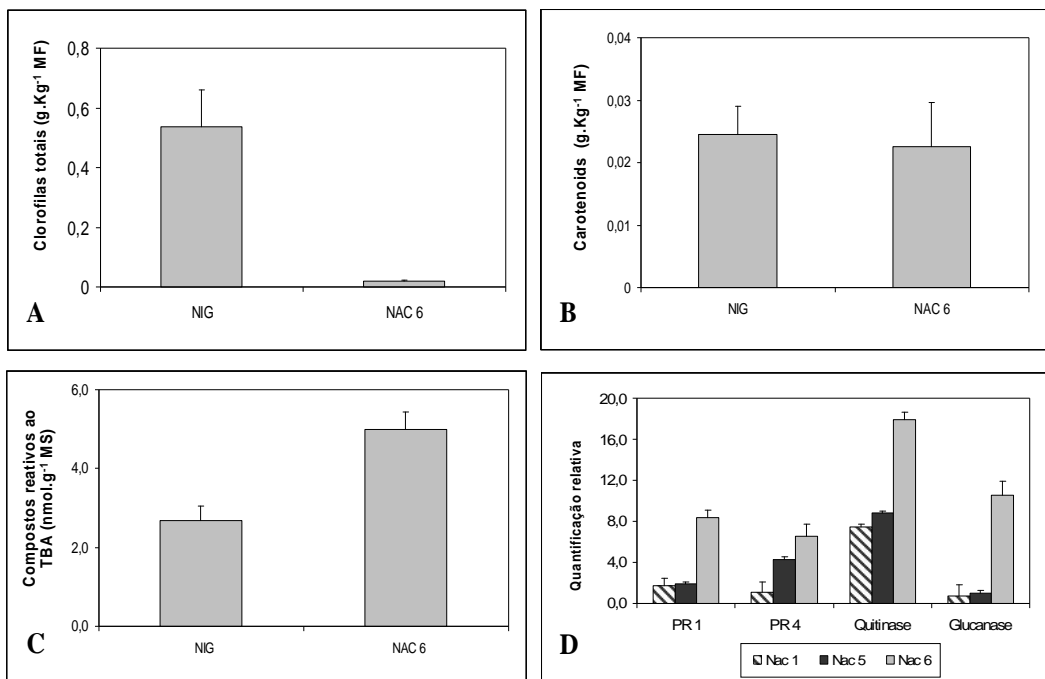 Clorofilas totais (g.Kg⁻¹ MF)
0,8
0,6
0,4
0,2
0
NIG
NAC 6
A
Carotenoids (g.Kg⁻¹ MF)
0,04
0,03
0,02
0,01
0
NIG
NAC 6
B
Compostos reativos ao
TBA (nmol.g⁻¹ MS)
6,0
4,0
2,0
0,0
NIG
NAC 6
C
Quantificação relativa
20,0
16,0
12,0
8,0
4,0
0,0
PR 1
PR 4
Quitinase
Glucanase
D
Nac 1
Nac 5
Nac 6